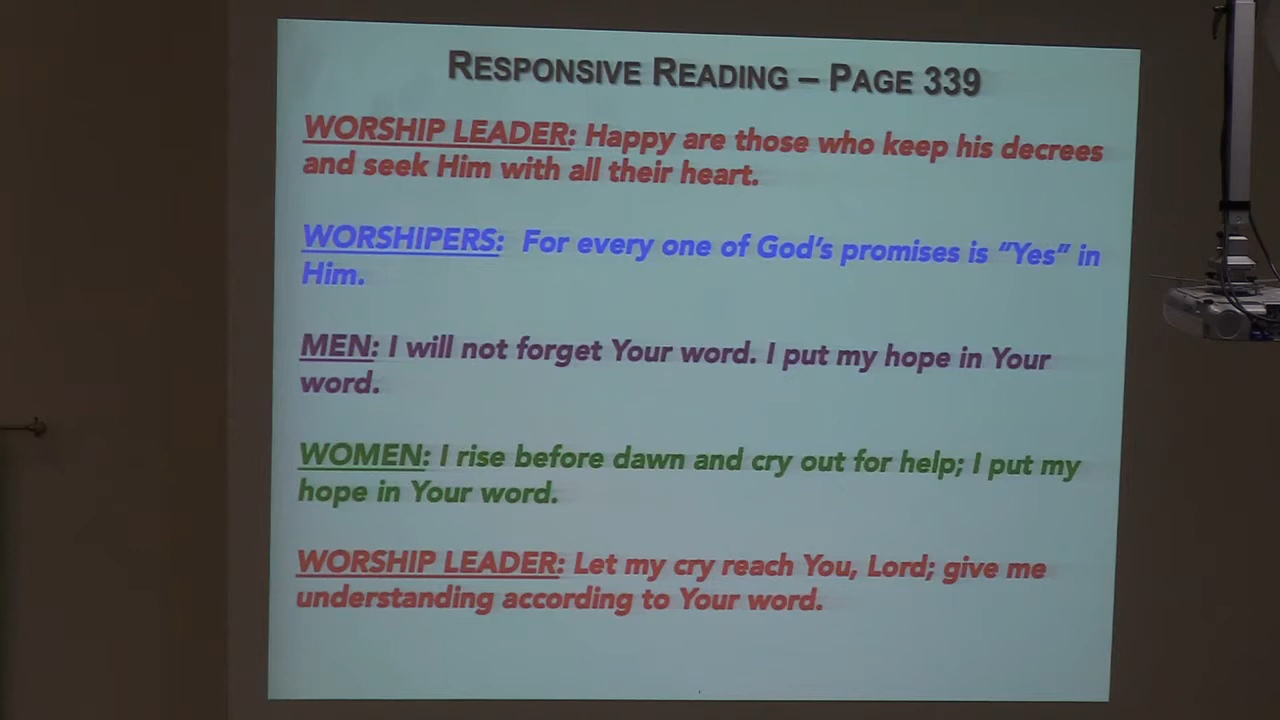 RESPONSIVE READING – PAGE 339
WORSHIP LEADER: Happy are those who keep his decrees
and seek Him with all their heart.
WORSHIPERS: For every one of God's promises is “Yes” in
Him.
MEN: I will not forget Your word. I put my hope in Your
word.
WOMEN: I rise before dawn and cry out for help; I put my
hope in Your word.
WORSHIP LEADER: Let my cry reach You, Lord; give me
understanding according to Your word.